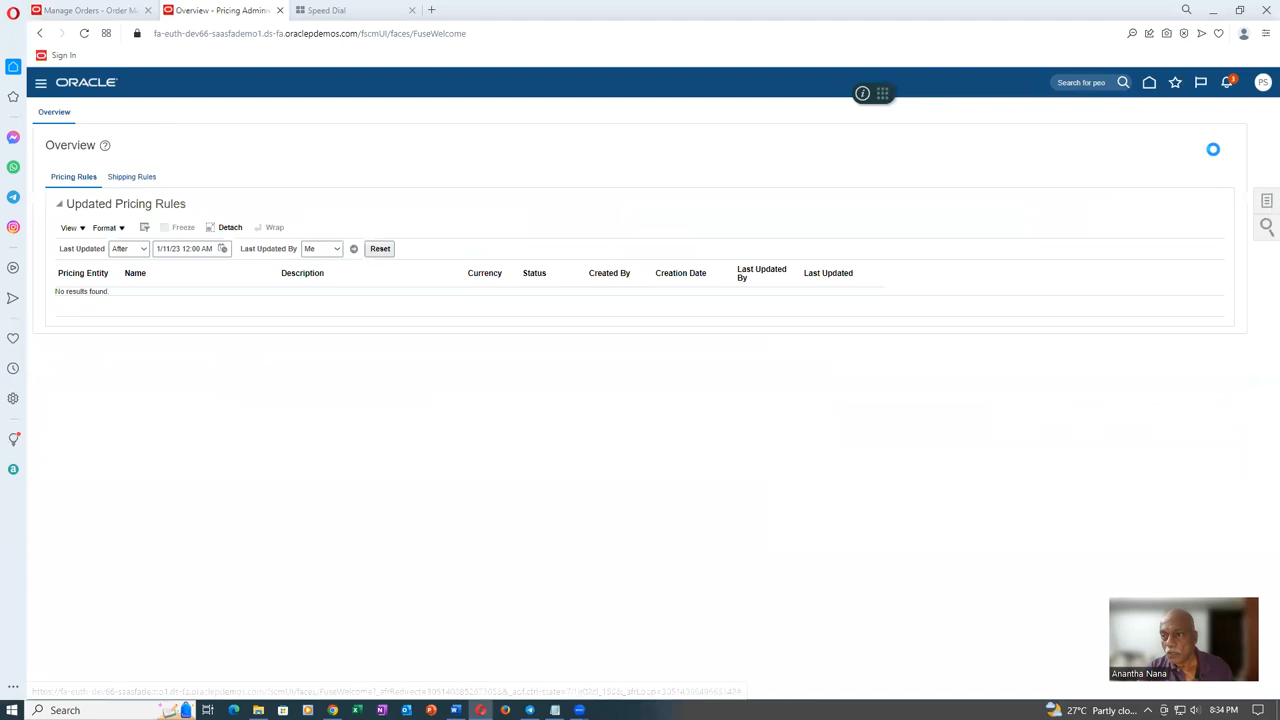 Manage Orders - Order M
Overview - Pricing Admin
Speed Dial
fa-euth-dev66-saasfademo1.ds-fa.oraclepdemos.com/fscmUI/faces/FuseWelcome
Sign In
ORACLE
Search for peo
3
PS
Overview
Overview
Pricing Rules
Shipping Rules
Updated Pricing Rules
View
Format
Freeze
Detach
Wrap
Last Updated
After
1/11/23 12:00 AM
Last Updated By
Me
Reset
Pricing Entity
Name
Description
Currency
Status
Created By
Creation Date
Last Updated By
Last Updated
No results found.
Anantha Nana
Search
27°C Partly clo...
8:34 PM